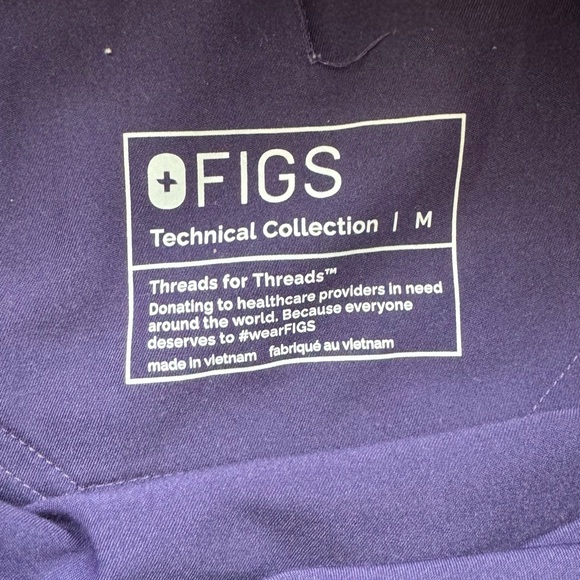 FIGS
Technical Collection | M
Threads for Threads™
Donating to healthcare providers in need
around the world. Because everyone
deserves to #wearFIGS
made in vietnam fabriqué au vietnam